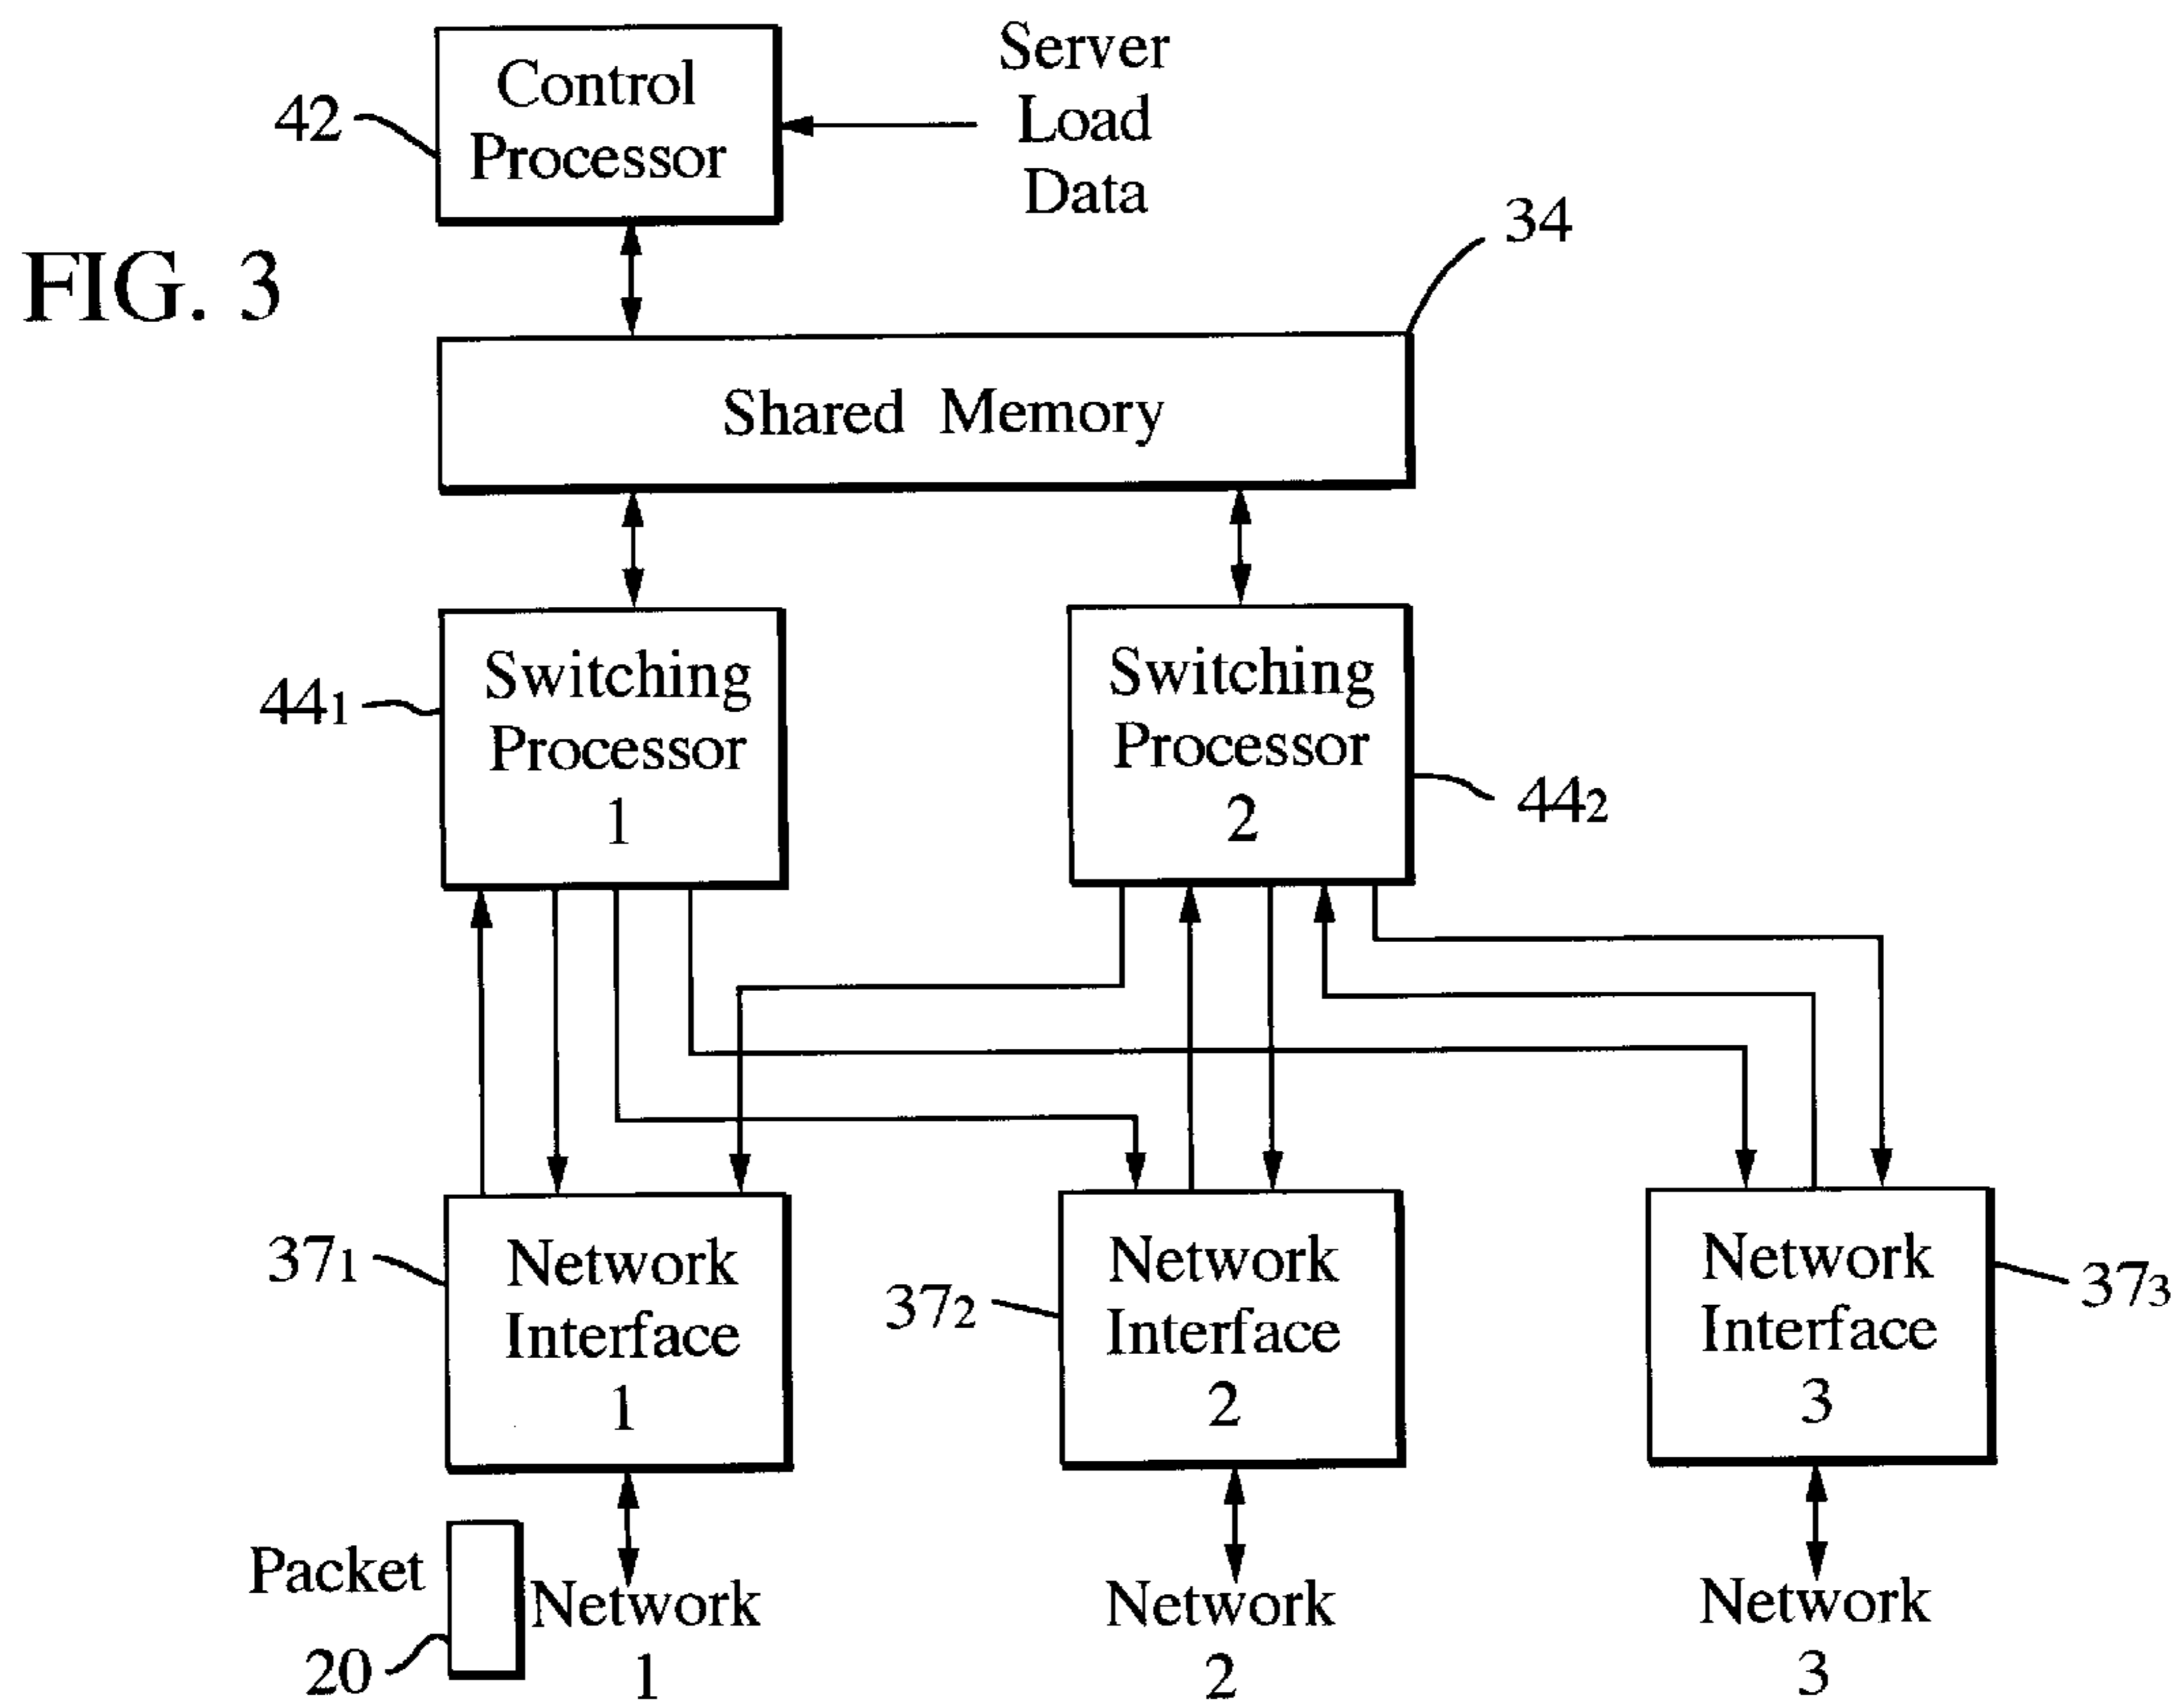 Control
Processor
42
Server
Load
Data
FIG. 3
34
Shared Memory
Switching
Processor
1
44₁
Switching
Processor
2
44₂
Network
Interface
1
37₁
Network
Interface
2
37₂
Network
Interface
3
37₃
Packet
20
Network
1
Network
2
Network
3